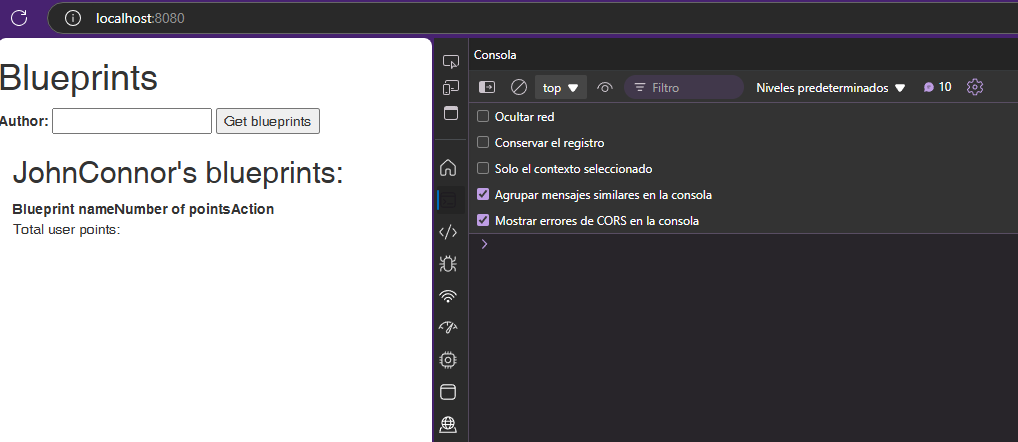 localhost:8080
Blueprints
Author:
Get blueprints
JohnConnor's blueprints:
Blueprint nameNumber of pointsAction
Total user points:
Consola
top
Filtro
Niveles predeterminados
10
Ocultar red
Conservar el registro
Solo el contexto seleccionado
Agrupar mensajes similares en la consola
Mostrar errores de CORS en la consola